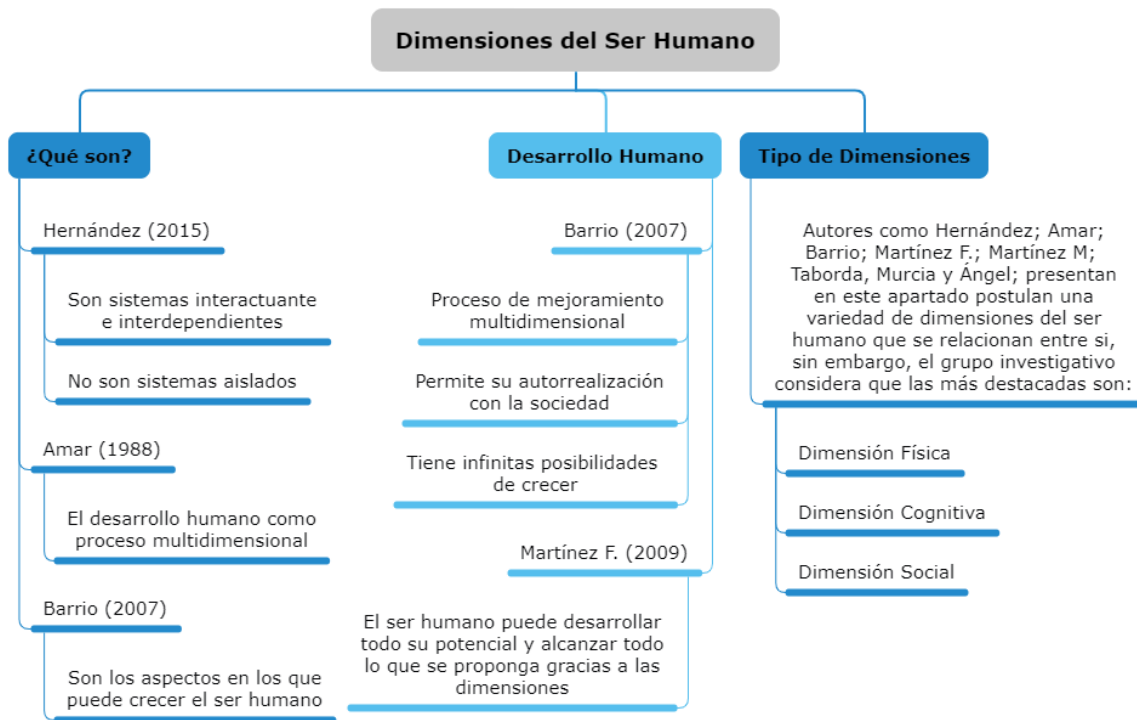 Dimensiones del Ser Humano
¿Qué son?
Hernández (2015)
Son sistemas interactuante
e interdependientes
No son sistemas aislados
Amar (1988)
El desarrollo humano como
proceso multidimensional
Barrio (2007)
Son los aspectos en los que
puede crecer el ser humano
Desarrollo Humano
Barrio (2007)
Proceso de mejoramiento
multidimensional
Permite su autorrealización
con la sociedad
Tiene infinitas posibilidades
de crecer
Martínez F. (2009)
El ser humano puede desarrollar
todo su potencial y alcanzar todo
lo que se proponga gracias a las
dimensiones
Tipo de Dimensiones
Autores como Hernández; Amar;
Barrio; Martínez F.; Martínez M;
Taborda, Murcia y Ángel; presentan
en este apartado postulan una
variedad de dimensiones del ser
humano que se relacionan entre si,
sin embargo, el grupo investigativo
considera que las más destacadas son:
Dimensión Física
Dimensión Cognitiva
Dimensión Social